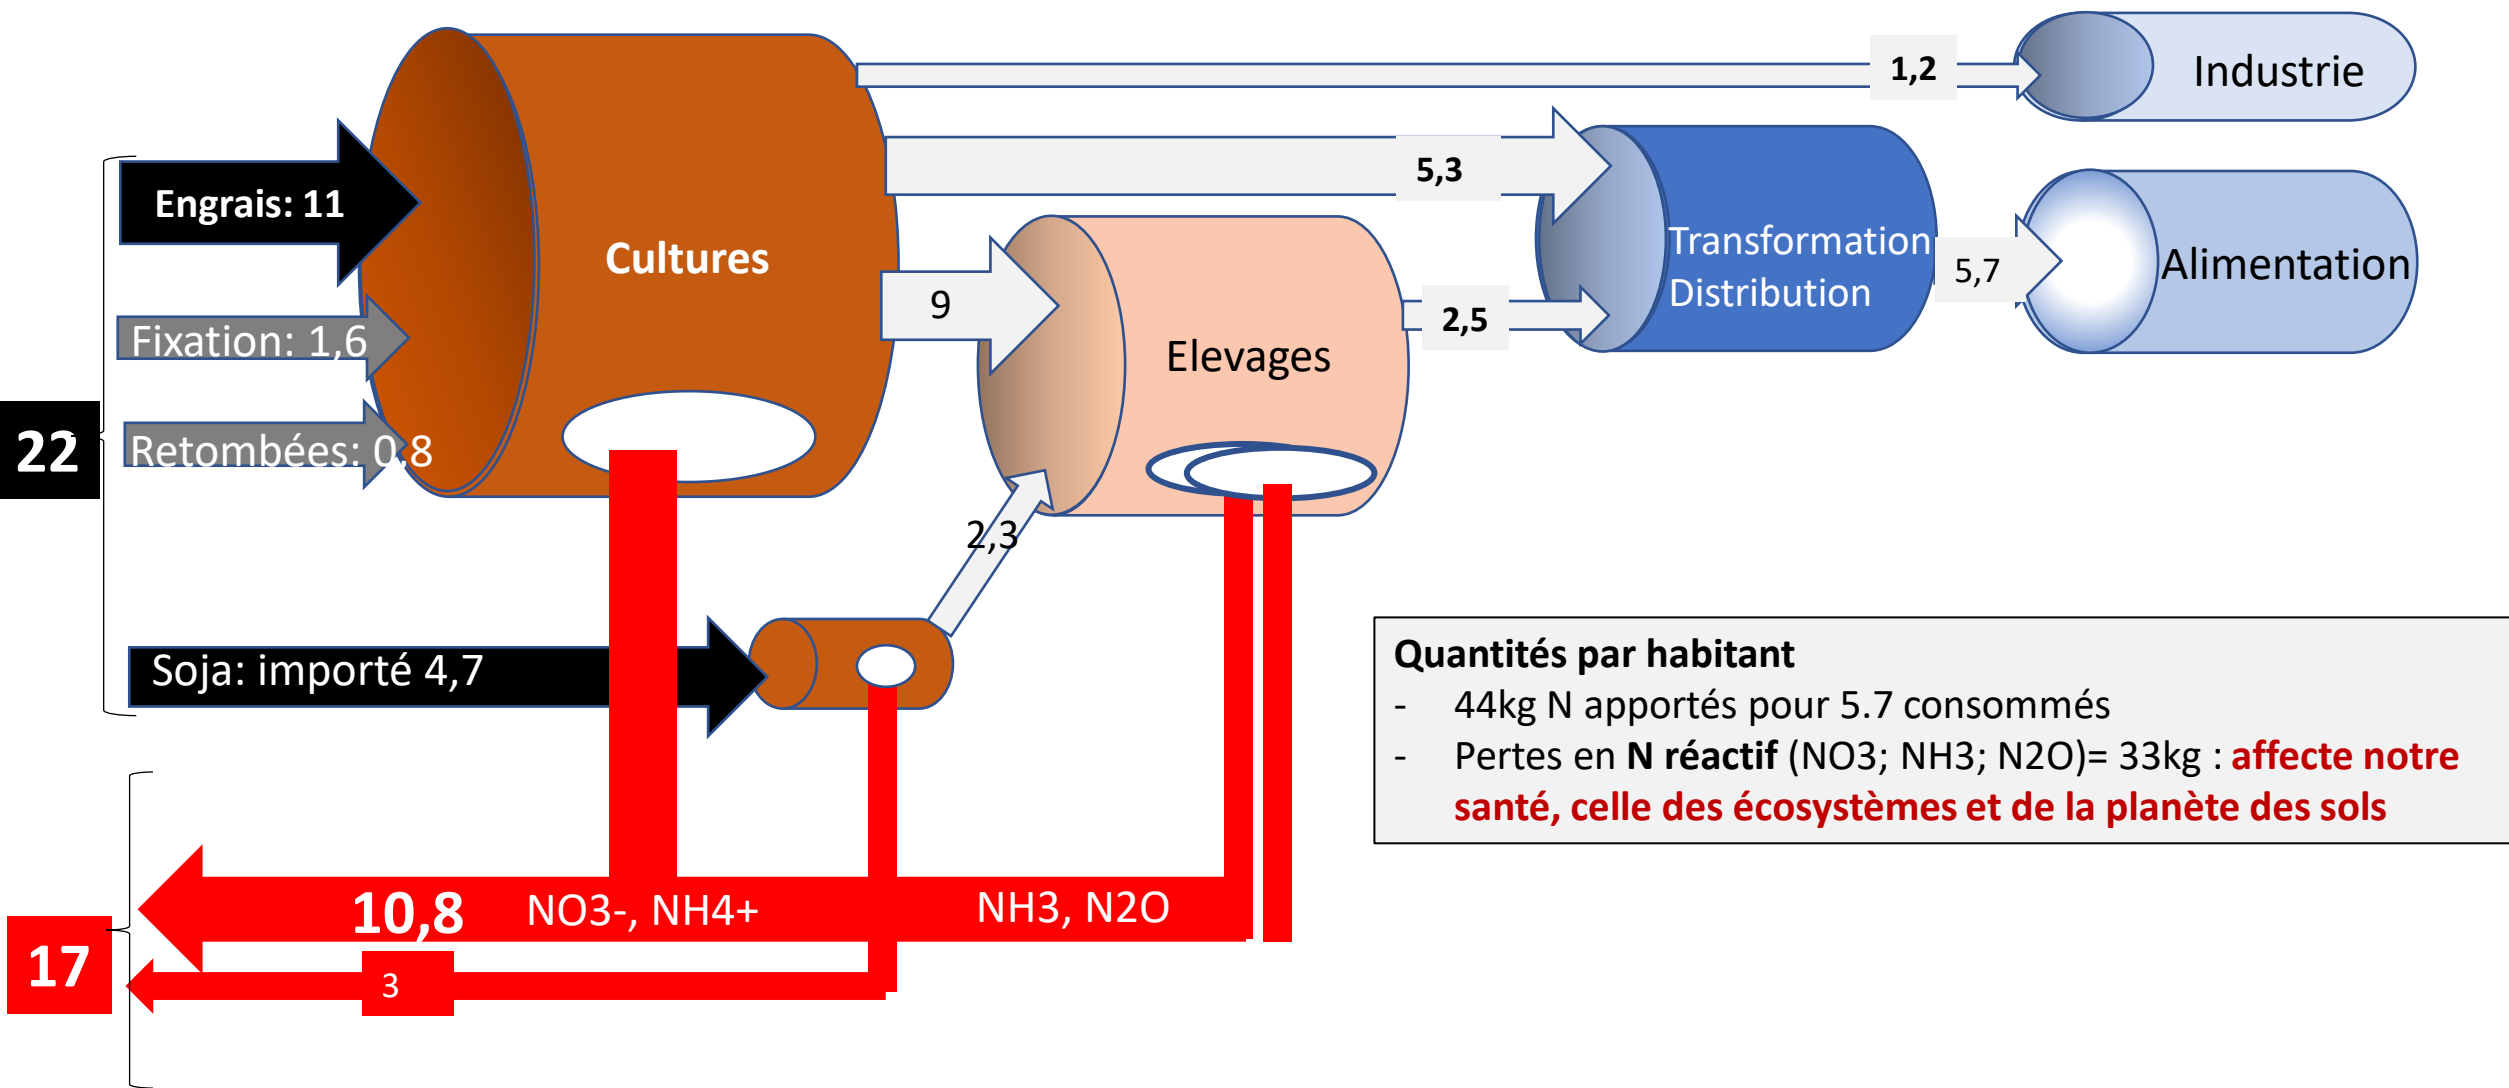 1,2
Industrie
5,3
Engrais: 11
Cultures
Transformation
Distribution
5,7
Alimentation
9
2,5
Fixation: 1,6
Elevages
22
Retombées: 0,8
2,3
Soja: importé 4,7
Quantités par habitant
- 44kg N apportés pour 5.7 consommés
- Pertes en N réactif (NO3; NH3; N2O)= 33kg : affecte notre
santé, celle des écosystèmes et de la planète des sols
10,8 NO3-, NH4+ NH3, N2O
17
3